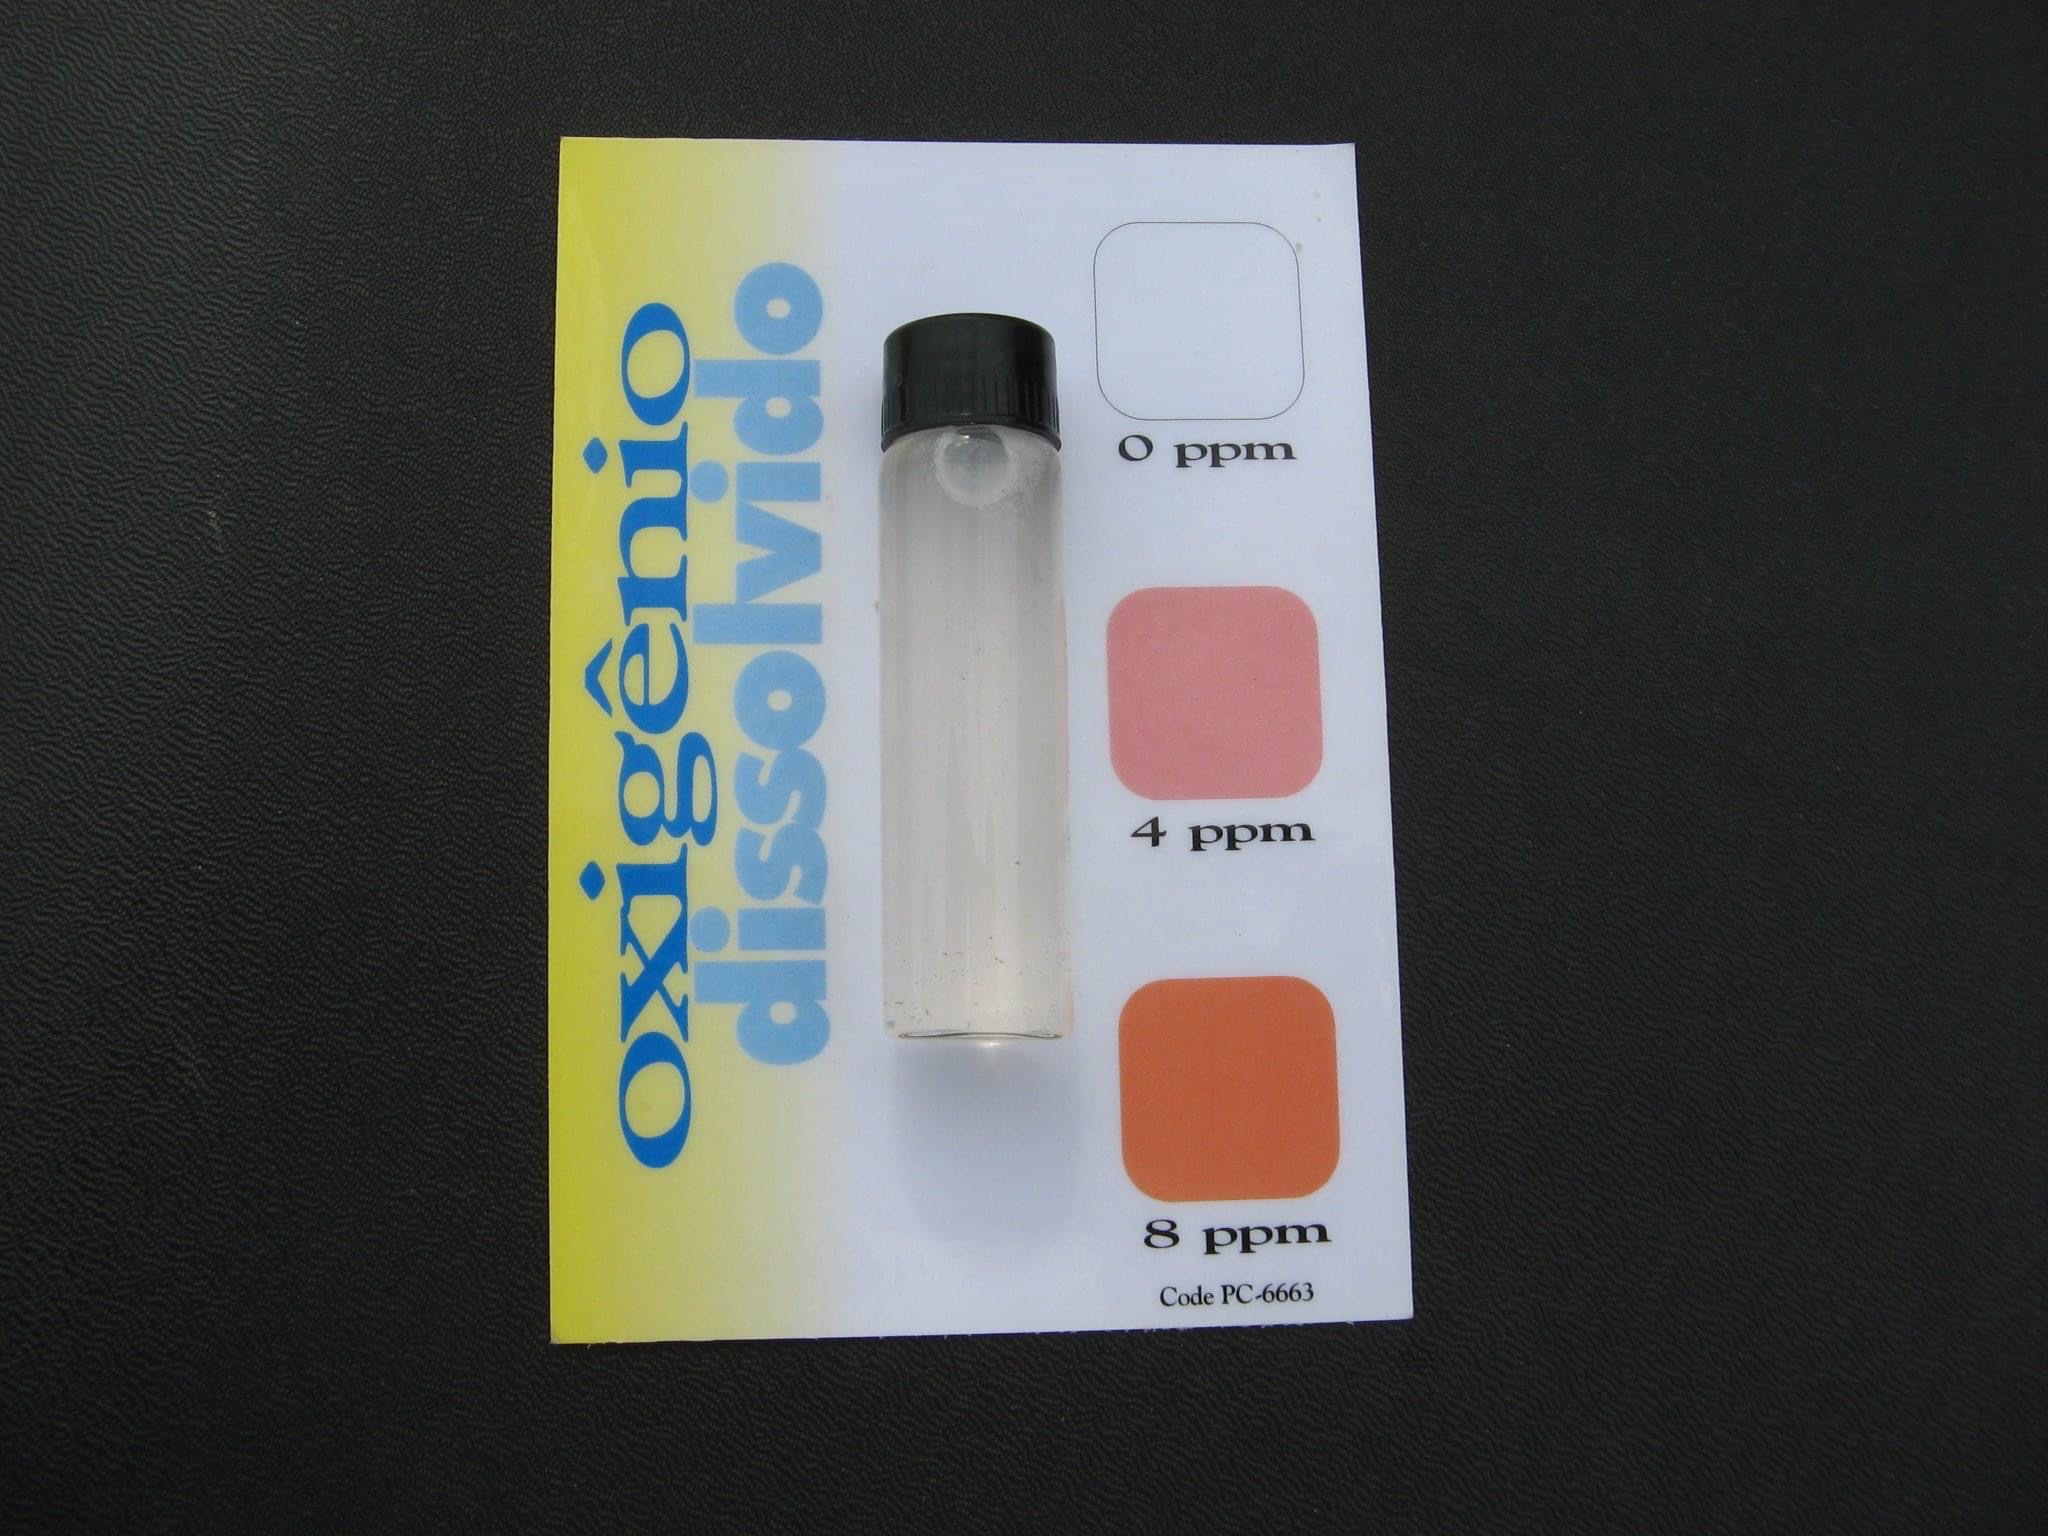 oxigênio
dissolvido
0 ppm
4 ppm
8 ppm
Code PC-6663